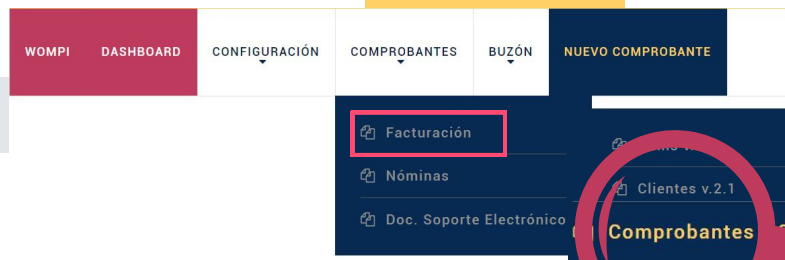 WOMPI DASHBOARD CONFIGURACIÓN COMPROBANTES BUZÓN NUEVO COMPROBANTE
Facturación
Nóminas
Doc. Soporte Electrónico
Clientes v.2.1
Comprobantes